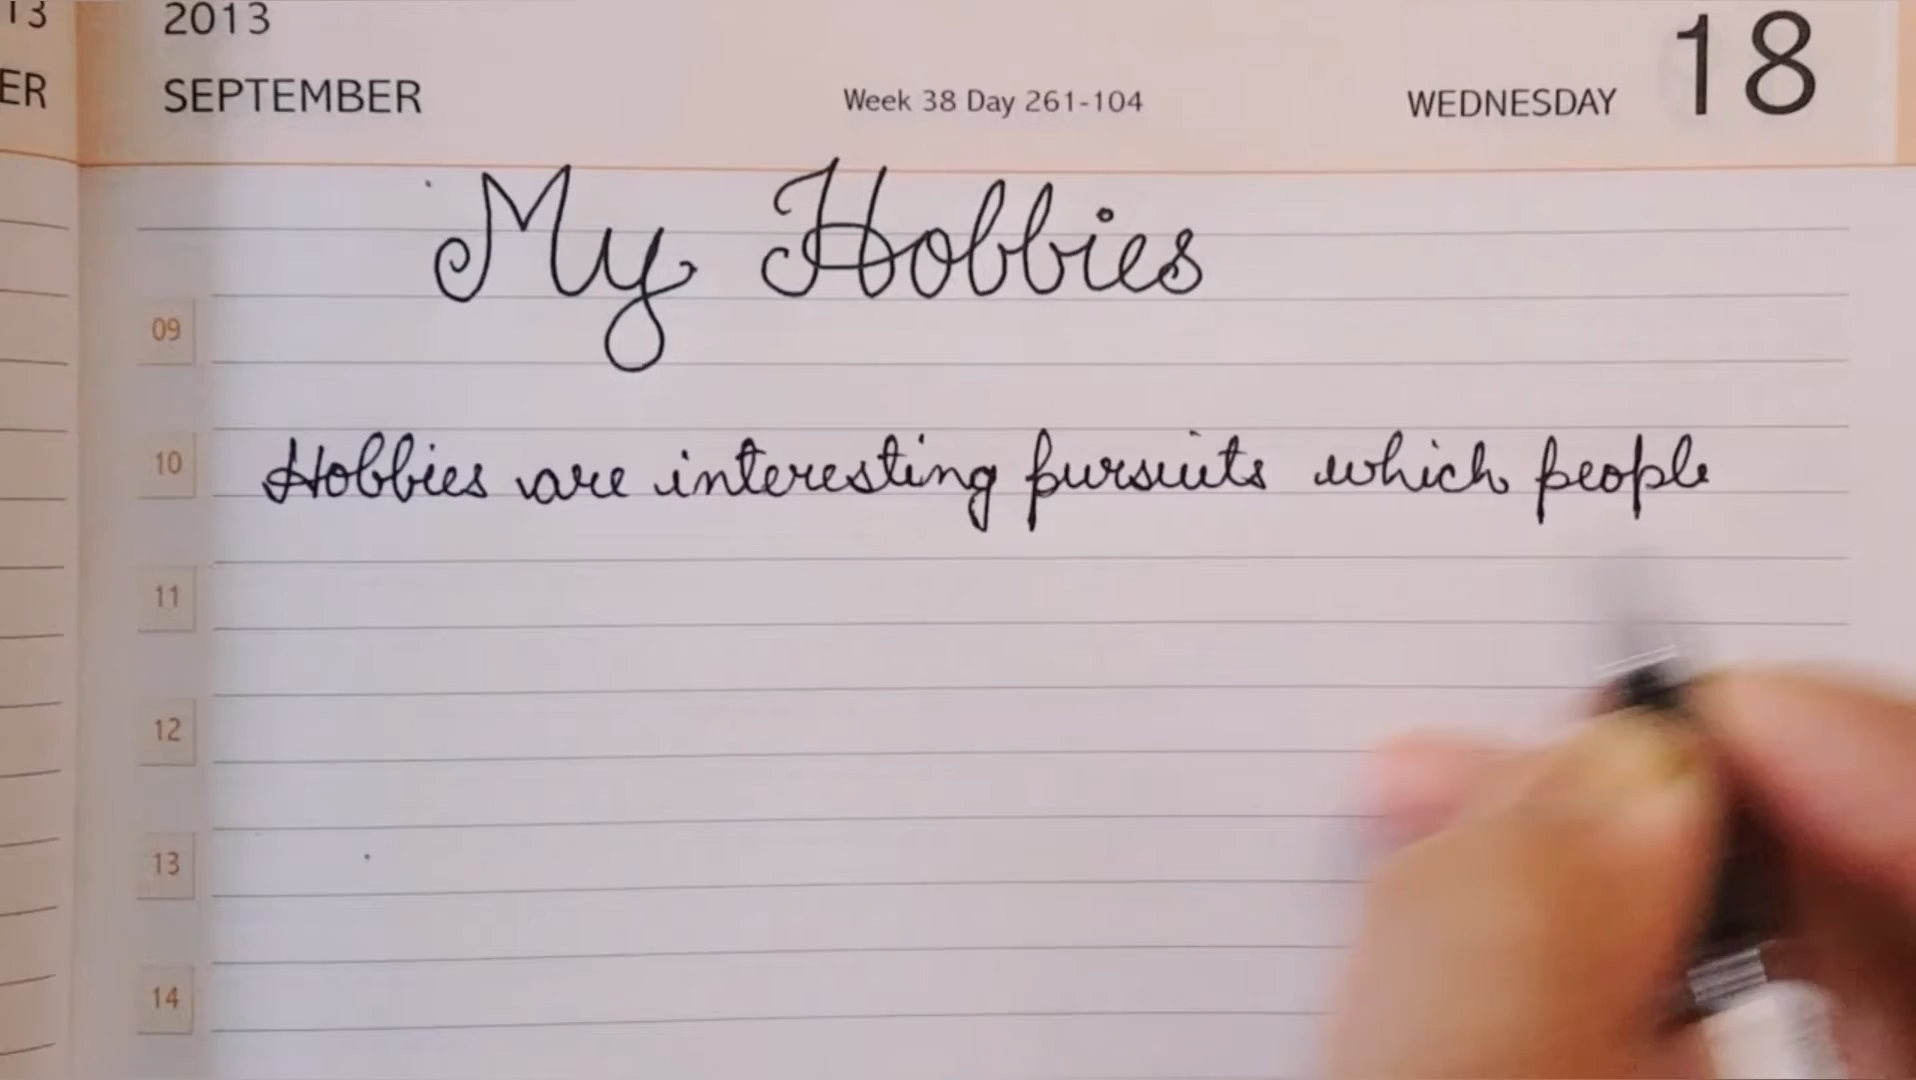 13
2013
ER
SEPTEMBER
Week 38 Day 261-104
WEDNESDAY
18
My Hobbies
09
10
Hobbies are interesting pursuits which people
11
12
13
14